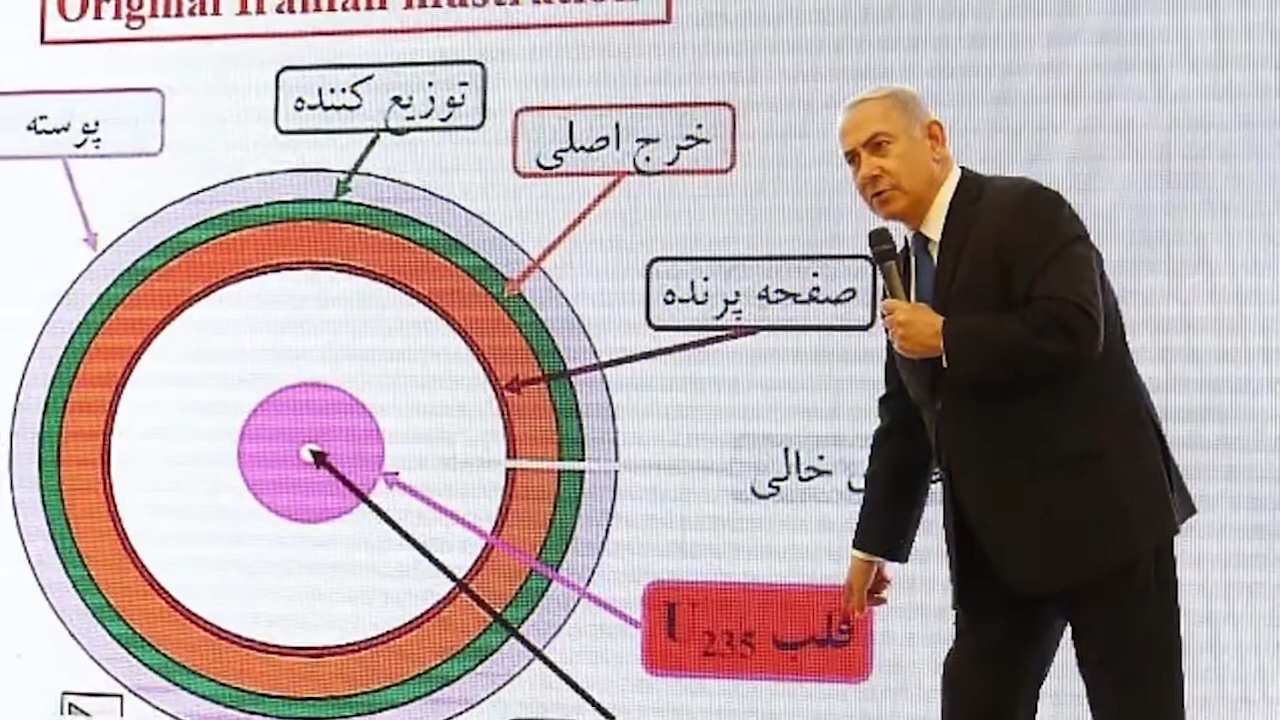 Original Iranian Illustration
توزیع کننده
پوسته
خرج اصلی
صفحه پرنده
خالی
قلب U 235